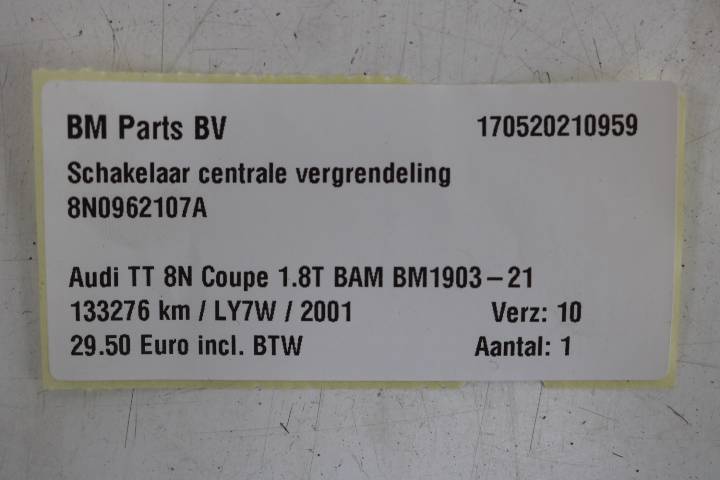 BM Parts BV 170520210959
Schakelaar centrale vergrendeling
8N0962107A
Audi TT 8N Coupe 1.8T BAM BM1903-21
133276 km / LY7W / 2001 Verz: 10
29.50 Euro incl. BTW Aantal: 1